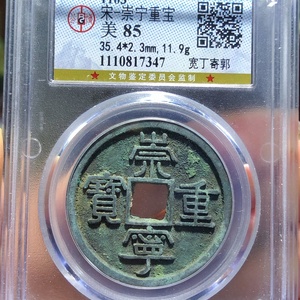 宋·崇宁重宝
美 85
35.4*2.3mm,11.9g
1110817347
宽丁寄郭
★ 文物鉴定委员会监制 ★
崇寧重寶